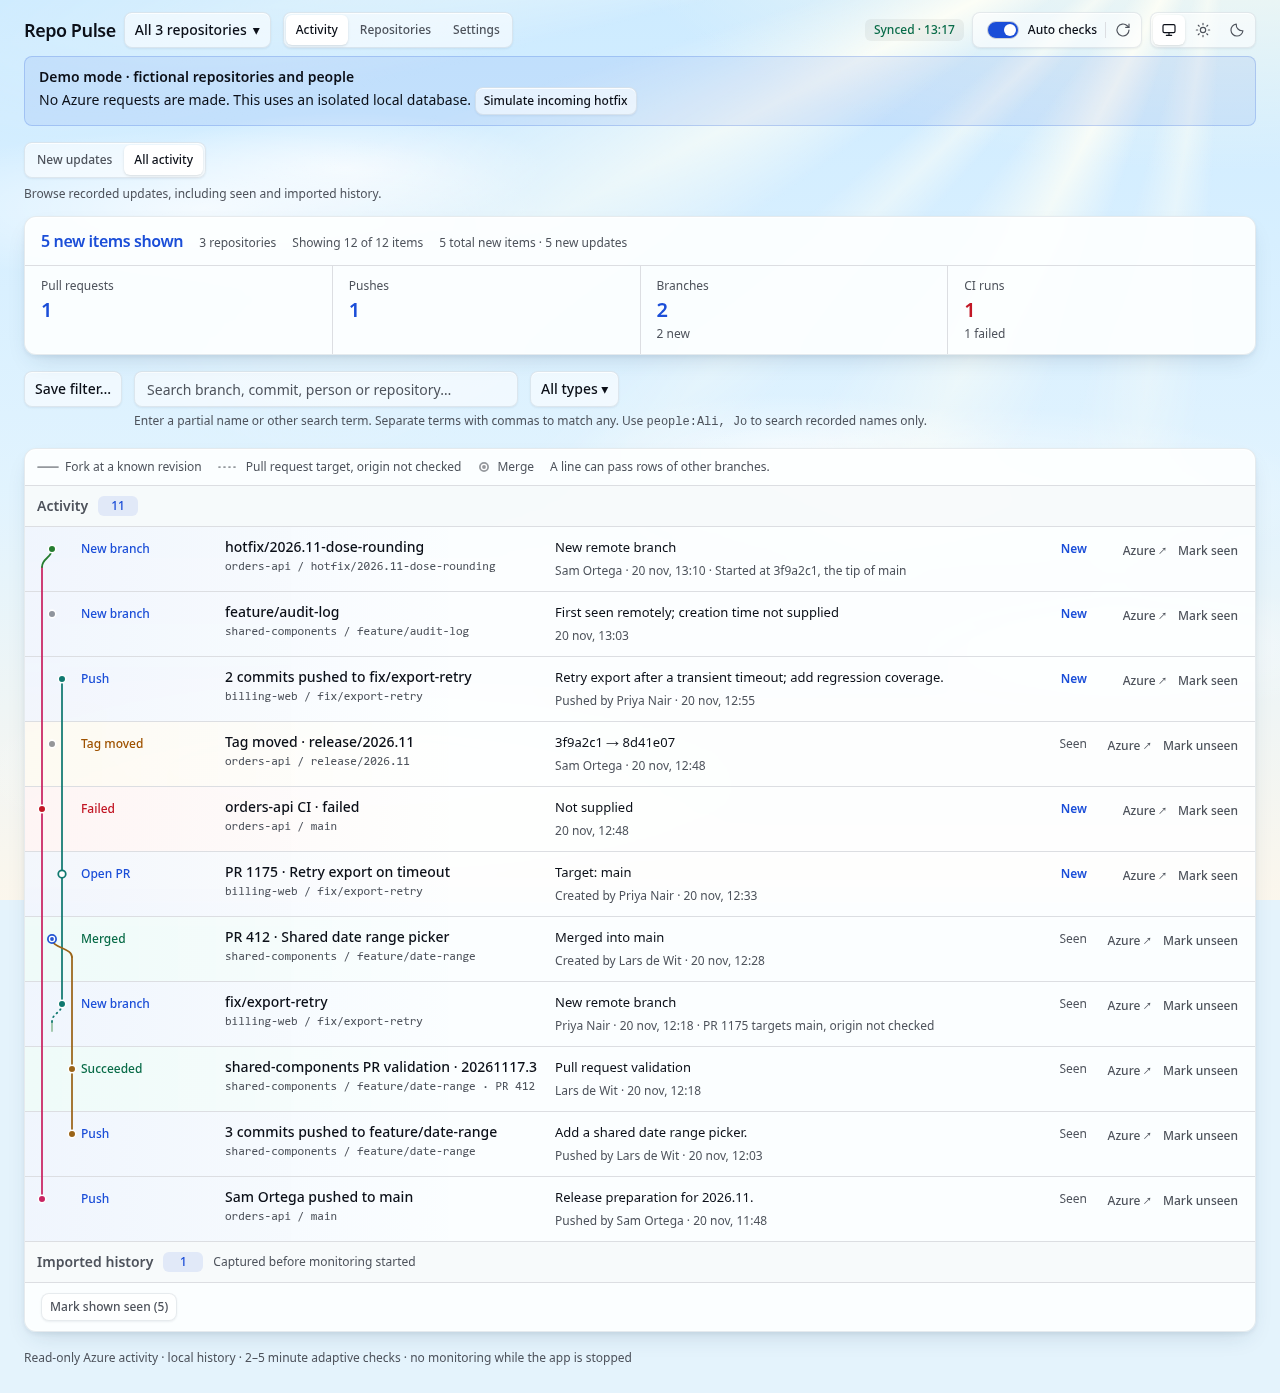 Repo Pulse All 3 repositories ▾ Activity Repositories Settings Synced · 13:17 Auto checks
Demo mode · fictional repositories and people
No Azure requests are made. This uses an isolated local database. Simulate incoming hotfix
New updates All activity
Browse recorded updates, including seen and imported history.
5 new items shown 3 repositories Showing 12 of 12 items 5 total new items · 5 new updates
Pull requests Pushes Branches CI runs
1 1 2 1
2 new 1 failed
Save filter... Search branch, commit, person or repository... All types ▾
Enter a partial name or other search term. Separate terms with commas to match any. Use people:Ali, Jo to search recorded names only.
Fork at a known revision Pull request target, origin not checked Merge A line can pass rows of other branches.
Activity 11
New branch hotfix/2026.11-dose-rounding New remote branch New Azure ↗ Mark seen
orders-api / hotfix/2026.11-dose-rounding Sam Ortega · 20 nov, 13:10 · Started at 3f9a2c1, the tip of main
New branch feature/audit-log First seen remotely; creation time not supplied New Azure ↗ Mark seen
shared-components / feature/audit-log 20 nov, 13:03
Push 2 commits pushed to fix/export-retry Retry export after a transient timeout; add regression coverage. New Azure ↗ Mark seen
billing-web / fix/export-retry Pushed by Priya Nair · 20 nov, 12:55
Tag moved Tag moved · release/2026.11 3f9a2c1 → 8d41e07 Seen Azure ↗ Mark unseen
orders-api / release/2026.11 Sam Ortega · 20 nov, 12:48
Failed orders-api CI · failed Not supplied New Azure ↗ Mark seen
orders-api / main 20 nov, 12:48
Open PR PR 1175 · Retry export on timeout Target: main New Azure ↗ Mark seen
billing-web / fix/export-retry Created by Priya Nair · 20 nov, 12:33
Merged PR 412 · Shared date range picker Merged into main Seen Azure ↗ Mark unseen
shared-components / feature/date-range Created by Lars de Wit · 20 nov, 12:28
New branch fix/export-retry New remote branch Seen Azure ↗ Mark unseen
billing-web / fix/export-retry Priya Nair · 20 nov, 12:18 · PR 1175 targets main, origin not checked
Succeeded shared-components PR validation · 20261117.3 Pull request validation Seen Azure ↗ Mark unseen
shared-components / feature/date-range · PR 412 Lars de Wit · 20 nov, 12:18
Push 3 commits pushed to feature/date-range Add a shared date range picker. Seen Azure ↗ Mark unseen
shared-components / feature/date-range Pushed by Lars de Wit · 20 nov, 12:03
Push Sam Ortega pushed to main Release preparation for 2026.11. Seen Azure ↗ Mark unseen
orders-api / main Pushed by Sam Ortega · 20 nov, 11:48
Imported history 1 Captured before monitoring started
Mark shown seen (5)
Read-only Azure activity · local history · 2–5 minute adaptive checks · no monitoring while the app is stopped